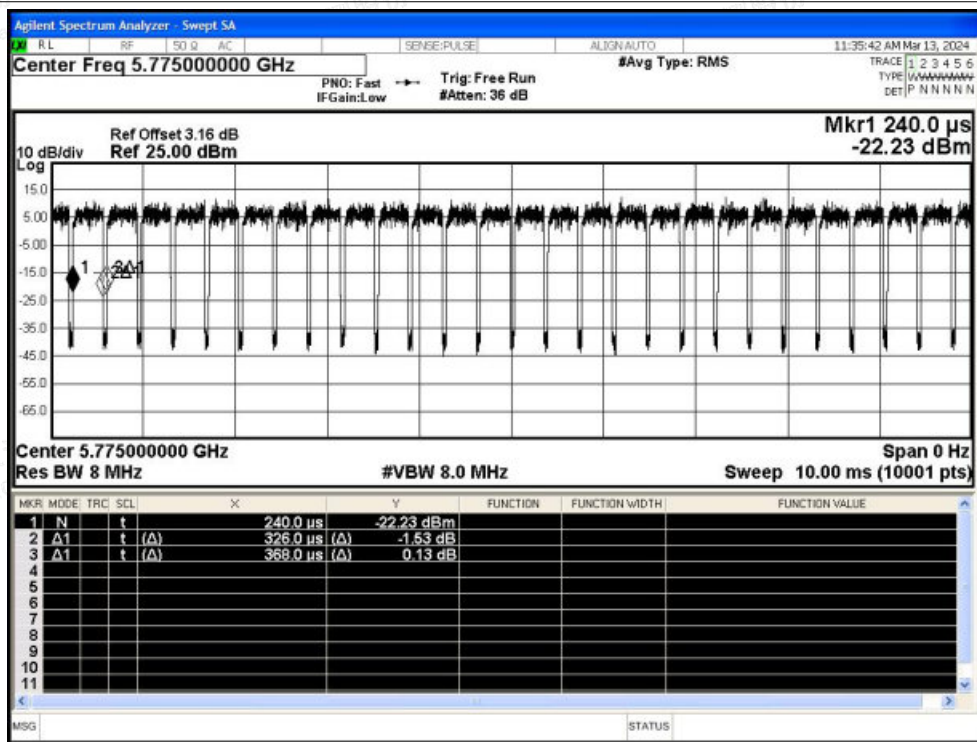 Agilent Spectrum Analyzer - Swept SA
RL RF 50 Ω AC SENSE:PULSE ALIGN AUTO 11:35:42 AM Mar 13, 2024
Center Freq 5.775000000 GHz #Avg Type: RMS TRACE 1 2 3 4 5 6
PNO: Fast Trig: Free Run TYPE
IFGain:Low #Atten: 36 dB DET P N N N N N
Mkr1 240.0 µs
Ref Offset 3.16 dB
10 dB/div Ref 25.00 dBm -22.23 dBm
Log
15.0
5.00
-5.00
-15.0
1
-25.0
-35.0
-45.0
-55.0
-65.0
Center 5.775000000 GHz Span 0 Hz
Res BW 8 MHz #VBW 8.0 MHz Sweep 10.00 ms (10001 pts)
MKR MODE TRC SCL X Y FUNCTION FUNCTION WIDTH FUNCTION VALUE
1 N t 240.0 µs -22.23 dBm
2 Δ1 t (Δ) 326.0 µs (Δ) -1.53 dB
3 Δ1 t (Δ) 368.0 µs (Δ) 0.13 dB
4
5
6
7
8
9
10
11
MSG STATUS